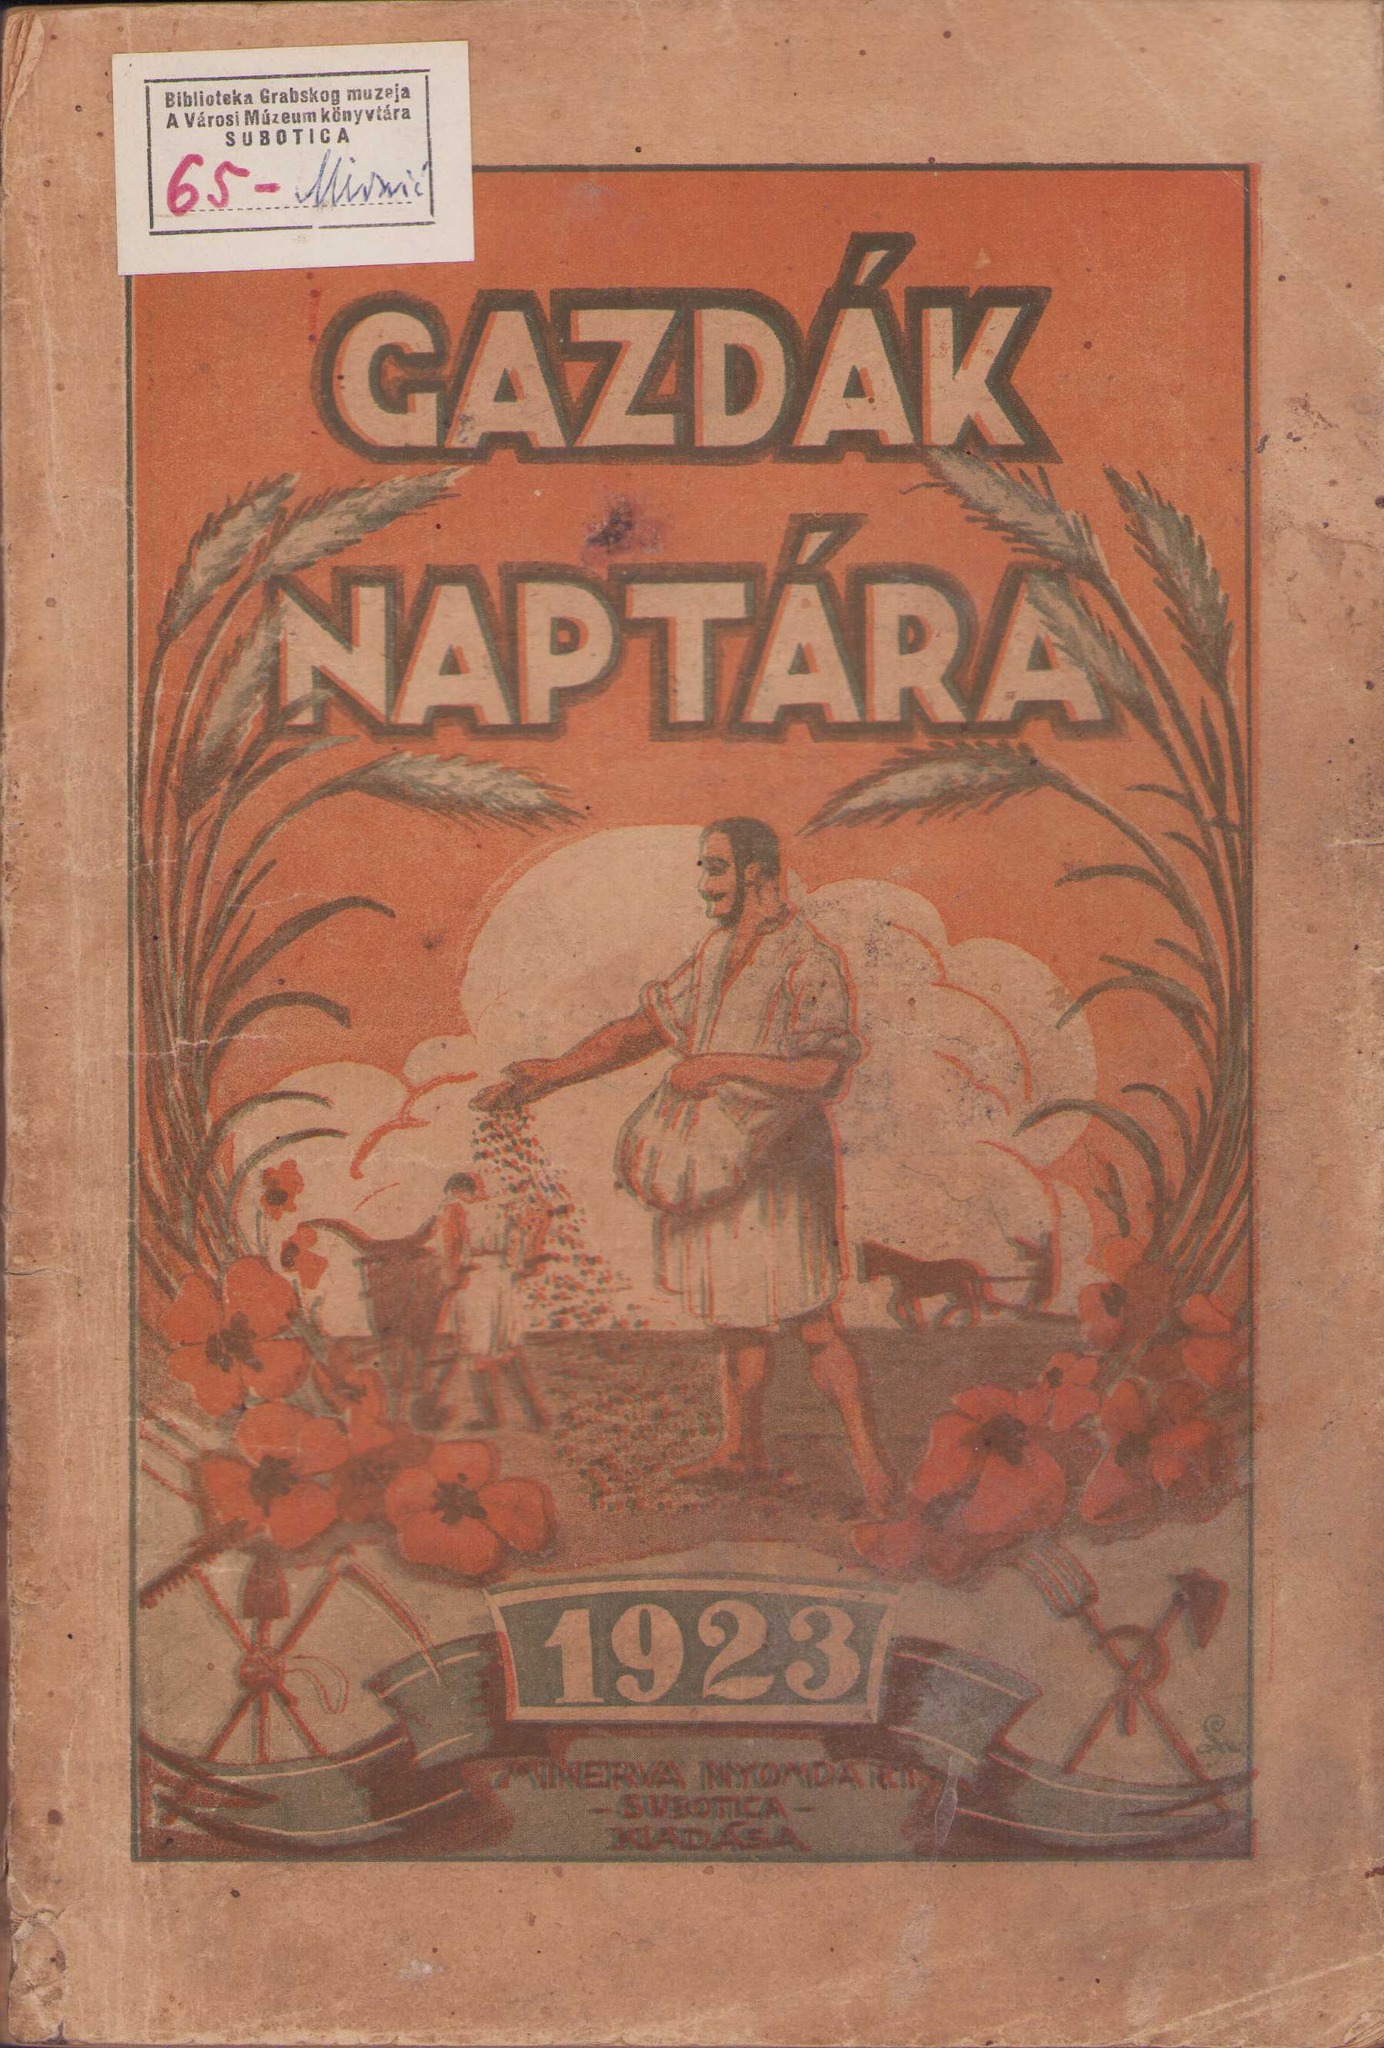 Biblioteka Grabskog muzeja
A Városi Múzeum könyvtára
SUBOTICA
65-
GAZDÁK
NAPTÁRA
1923
MINERVA NYOMDA R.T.
- SUBOTICA -
KIADÁSA